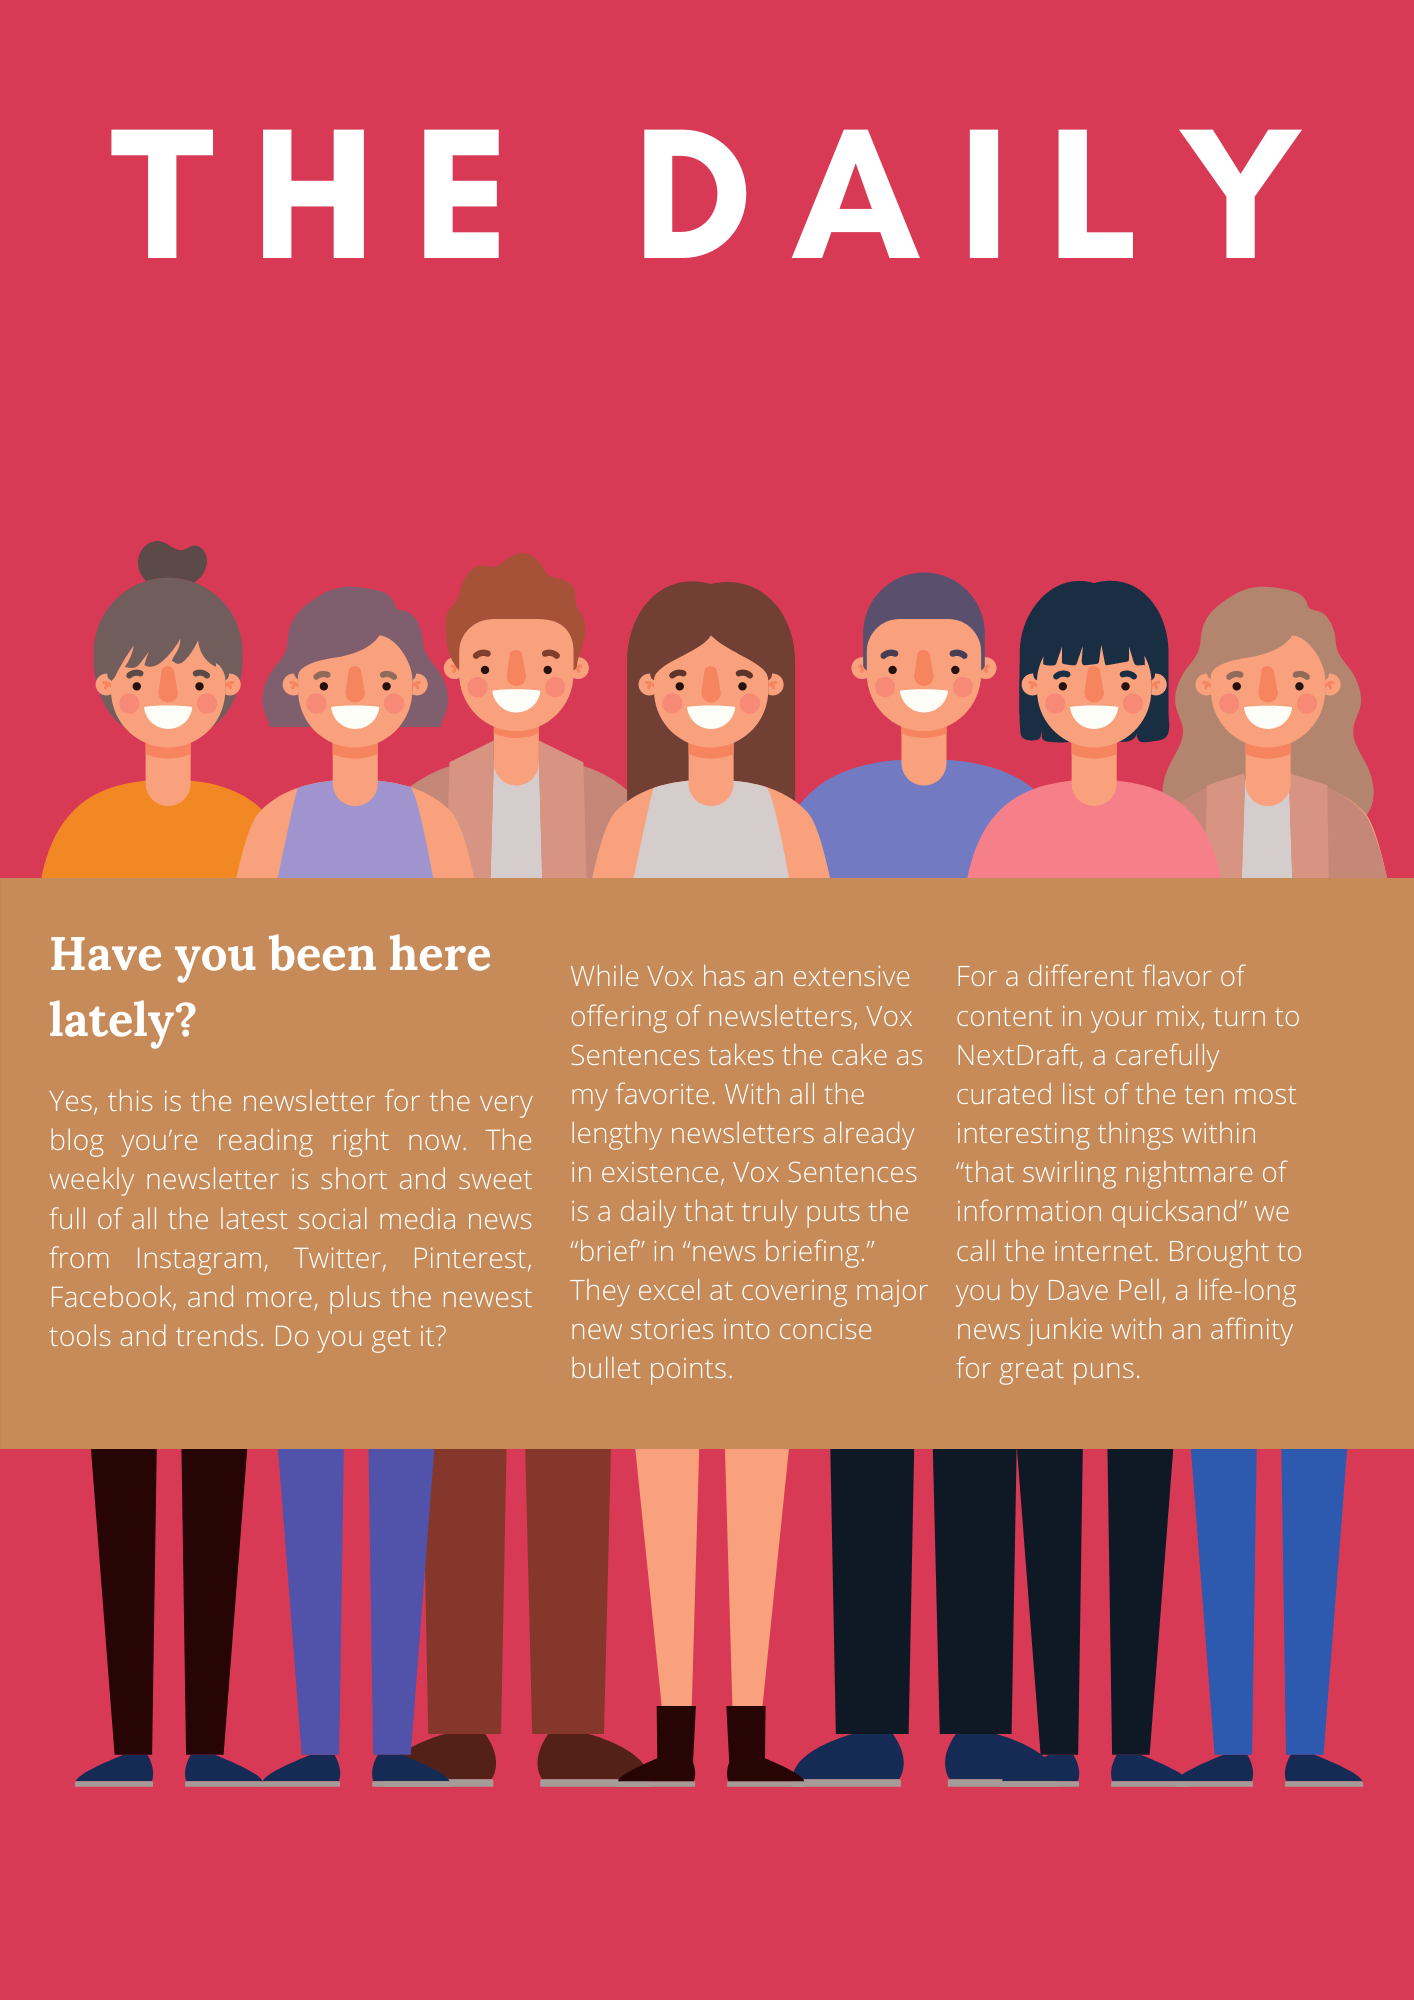 THE DAILY
Have you been here
lately?
Yes, this is the newsletter for the very
blog you’re reading right now. The
weekly newsletter is short and sweet
full of all the latest social media news
from Instagram, Twitter, Pinterest,
Facebook, and more, plus the newest
tools and trends. Do you get it?
While Vox has an extensive
offering of newsletters, Vox
Sentences takes the cake as
my favorite. With all the
lengthy newsletters already
in existence, Vox Sentences
is a daily that truly puts the
“brief” in “news briefing.”
They excel at covering major
new stories into concise
bullet points.
For a different flavor of
content in your mix, turn to
NextDraft, a carefully
curated list of the ten most
interesting things within
“that swirling nightmare of
information quicksand” we
call the internet. Brought to
you by Dave Pell, a life-long
news junkie with an affinity
for great puns.